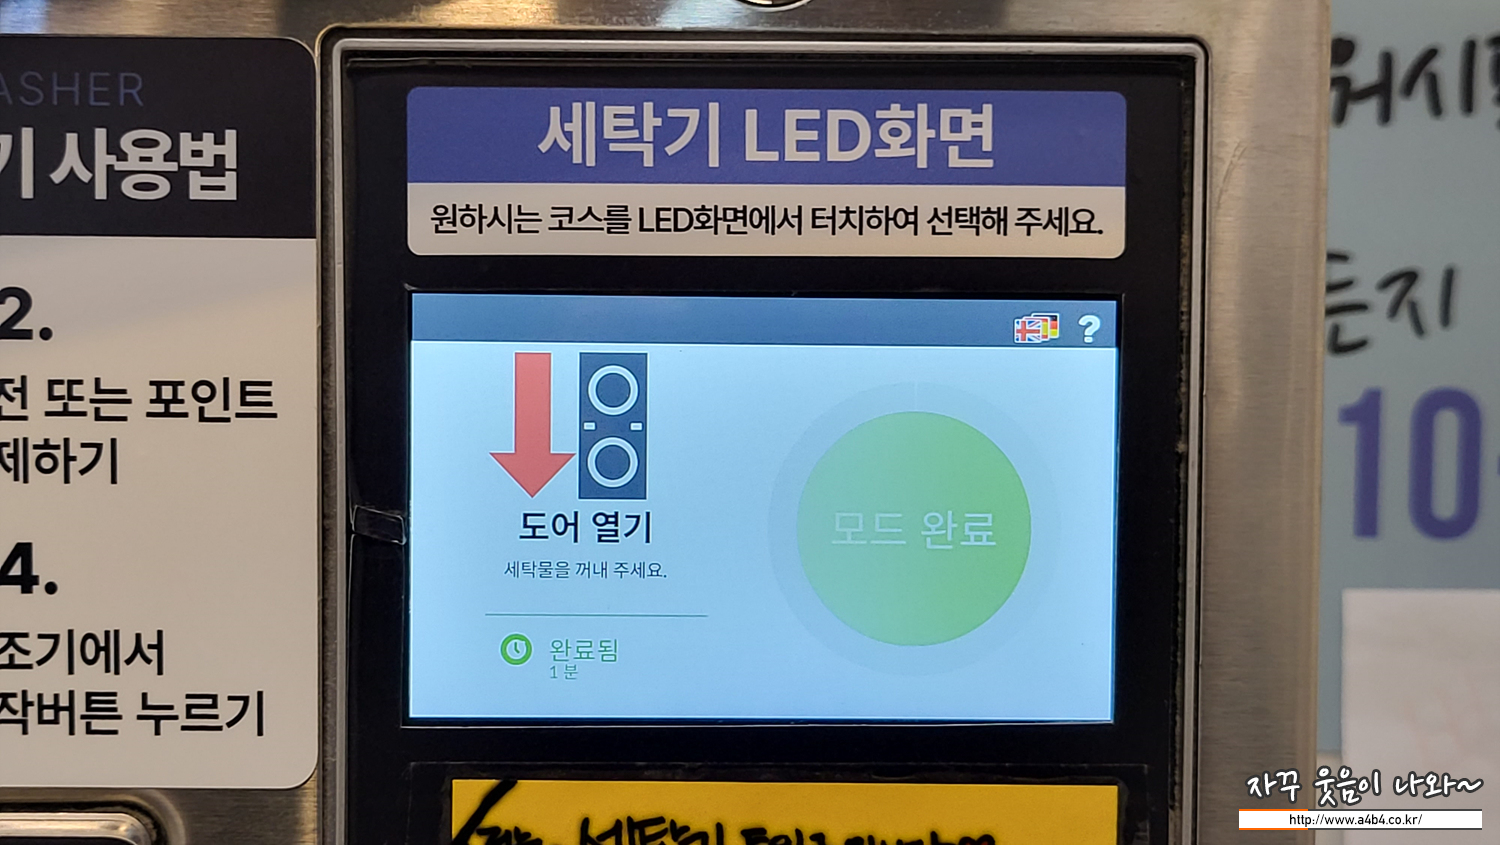 ASHER
기 사용법
2.
전 또는 포인트
제하기
4.
조기에서
작버튼 누르기
세탁기 LED화면
원하시는 코스를 LED화면에서 터치하여 선택해 주세요.
?
도어 열기
세탁물을 꺼내 주세요.
완료됨
1 분
모드 완료
워시
든지
10
세탁기
자꾸 웃음이 나와~
http://www.a4b4.co.kr/